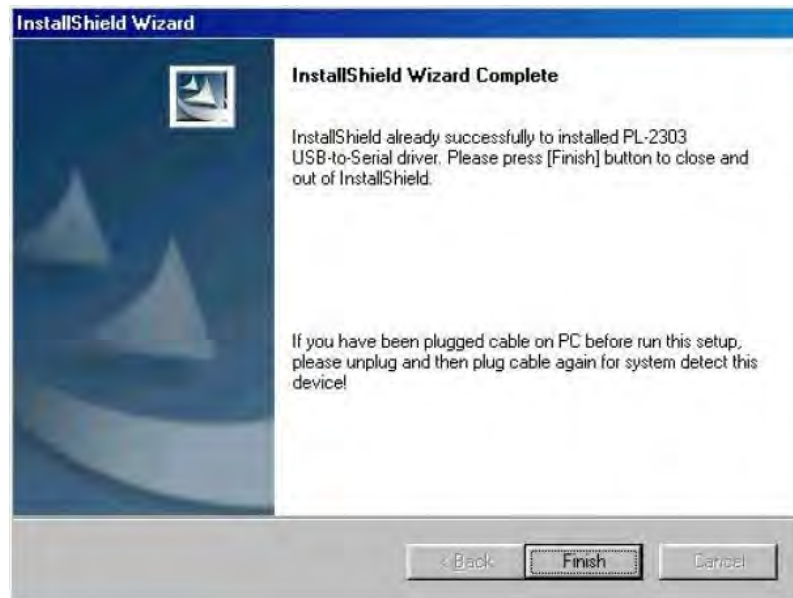 InstallShield Wizard
InstallShield Wizard Complete
InstallShield already successfully to installed PL-2303
USB-to-Serial driver. Please press [Finish] button to close and
out of InstallShield.
If you have been plugged cable on PC before run this setup,
please unplug and then plug cable again for system detect this
device!
< Back Finish Cancel